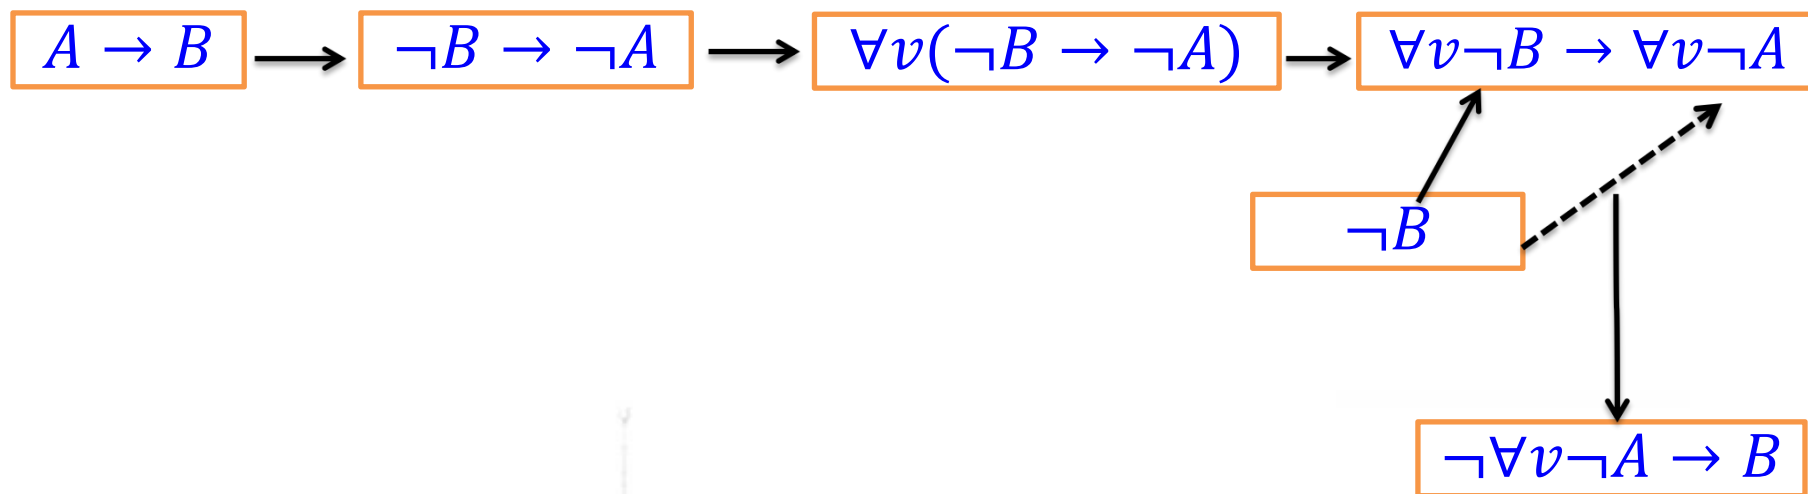 A → B
¬B → ¬A
∀v(¬B → ¬A)
∀v¬B → ∀v¬A
¬B
¬∀v¬A → B